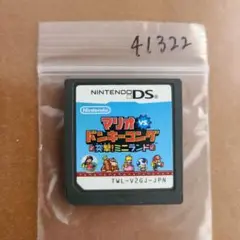 41322
NINTENDO DS
マリオ vs.
ドンキーコング
突撃!ミニランド
TWL-V2GJ-JPN